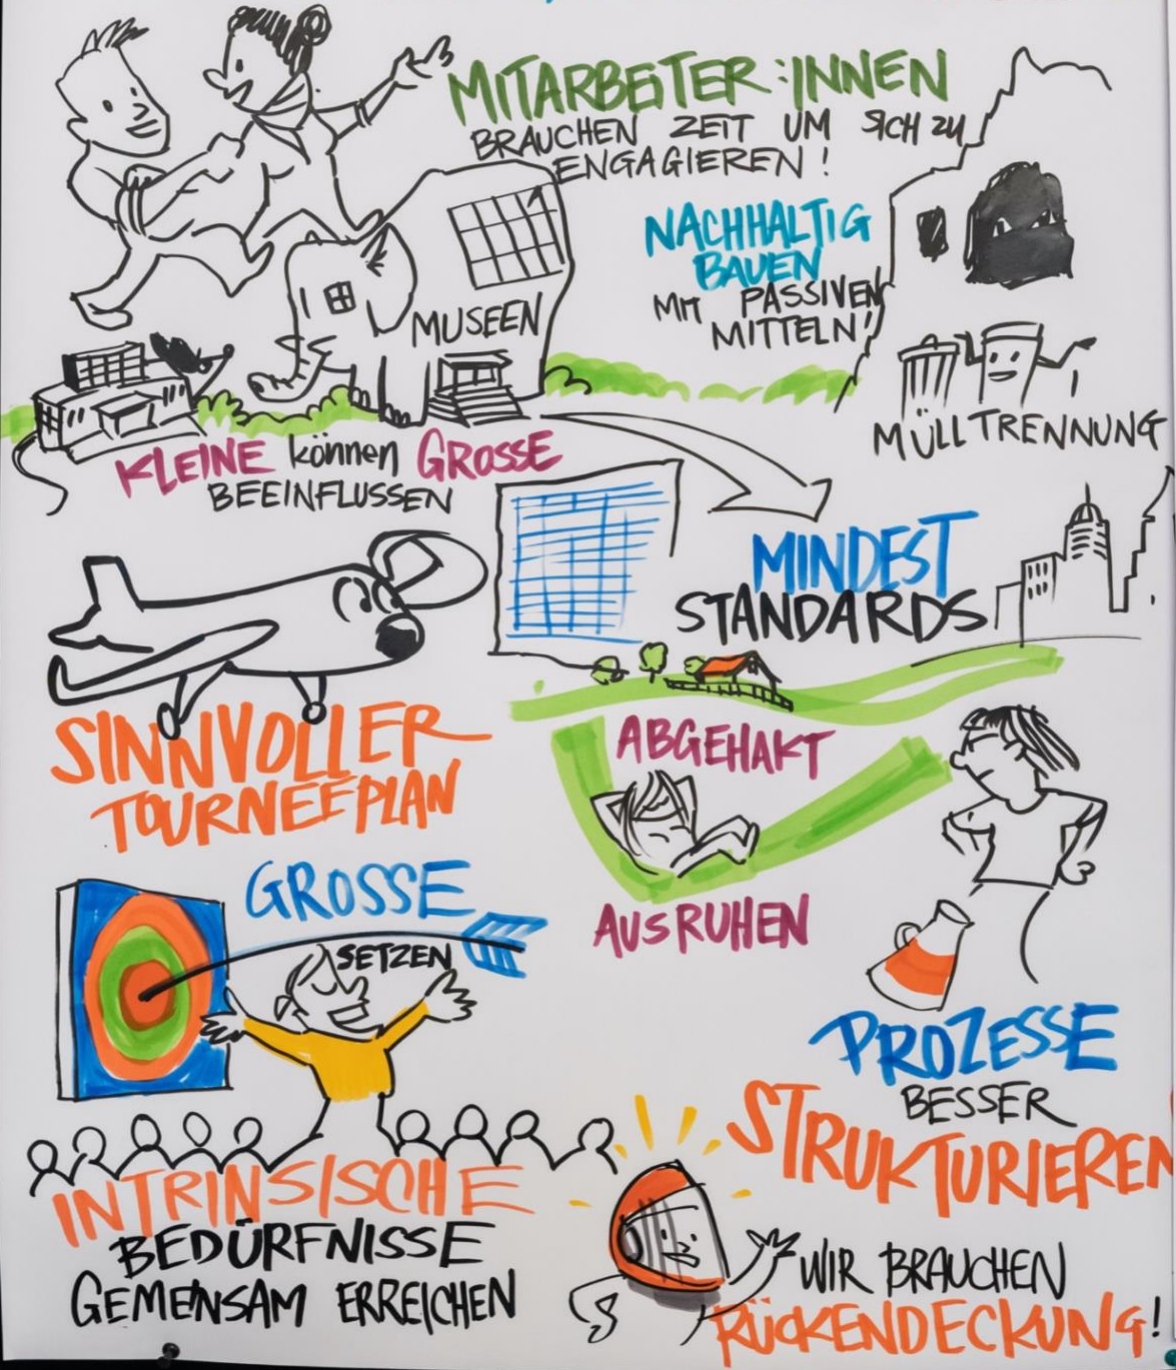 MITARBEITER:INNEN
BRAUCHEN ZEIT UM SICH ZU
ENGAGIEREN!
NACHHALTIG
BAUEN
MIT PASSIVEN
MITTELN!
MUSEEN
MÜLLTRENNUNG
KLEINE können GROSSE
BEEINFLUSSEN
MINDEST
STANDARDS
SINNVOLLER
TOURNEEPLAN
ABGEHAKT
AUSRUHEN
GROSSE
SETZEN
PROZESSE
BESSER
STRUKTURIEREN
INTRINSISCHE
BEDÜRFNISSE
GEMEINSAM ERREICHEN
WIR BRAUCHEN
RÜCKENDECKUNG!